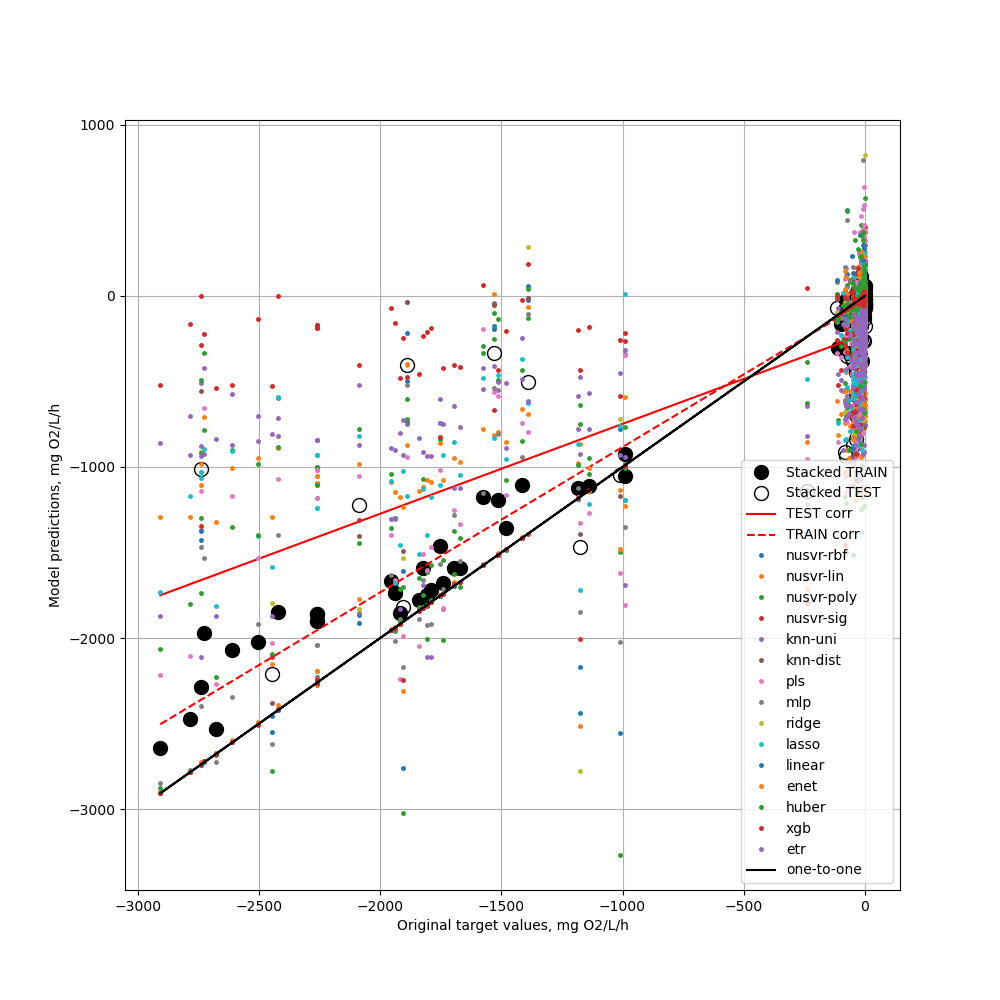 1000
0
−1000
−2000
−3000
Model predictions, mg O2/L/h
−3000
−2500
−2000
−1500
−1000
−500
0
Original target values, mg O2/L/h
Stacked TRAIN
Stacked TEST
TEST corr
TRAIN corr
nusvr-rbf
nusvr-lin
nusvr-poly
nusvr-sig
knn-uni
knn-dist
pls
mlp
ridge
lasso
linear
enet
huber
xgb
etr
one-to-one